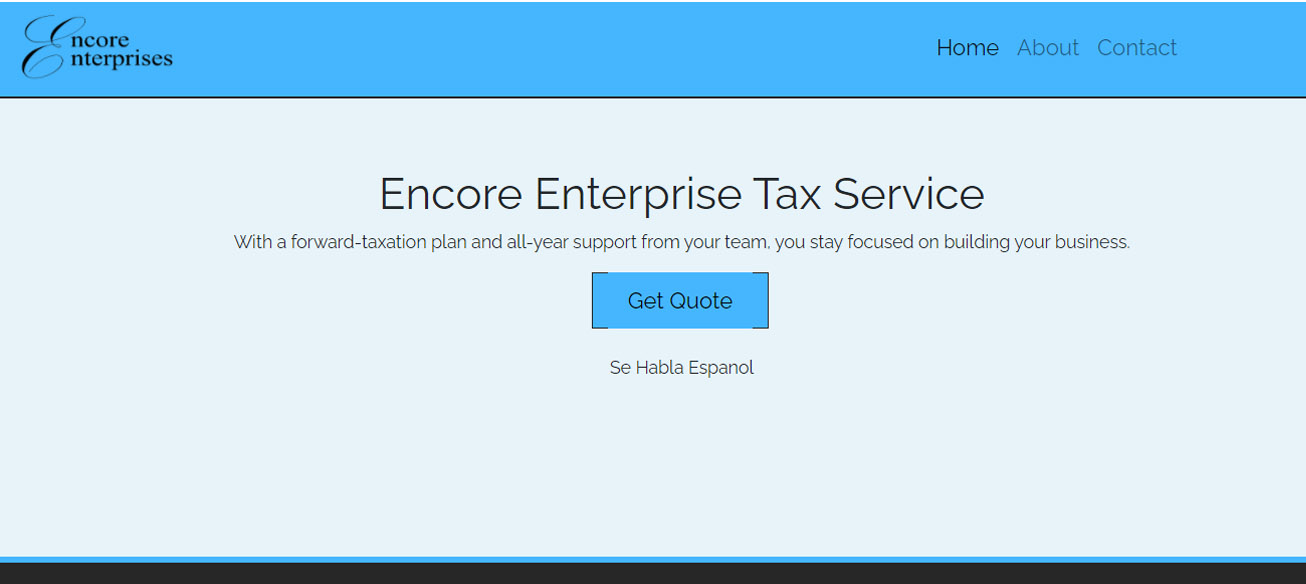 Encore
Enterprises
Home About Contact
Encore Enterprise Tax Service
With a forward-taxation plan and all-year support from your team, you stay focused on building your business.
Get Quote
Se Habla Espanol